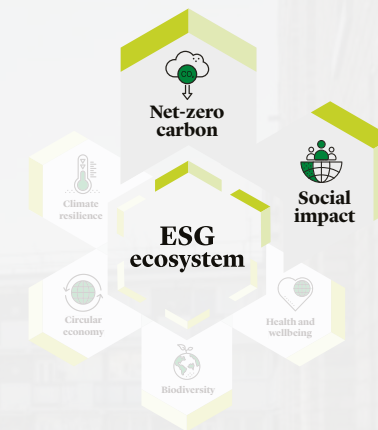 CO₂
Net-zero
carbon
Social
impact
Climate
resilience
ESG
ecosystem
Circular
economy
Health and
wellbeing
Biodiversity